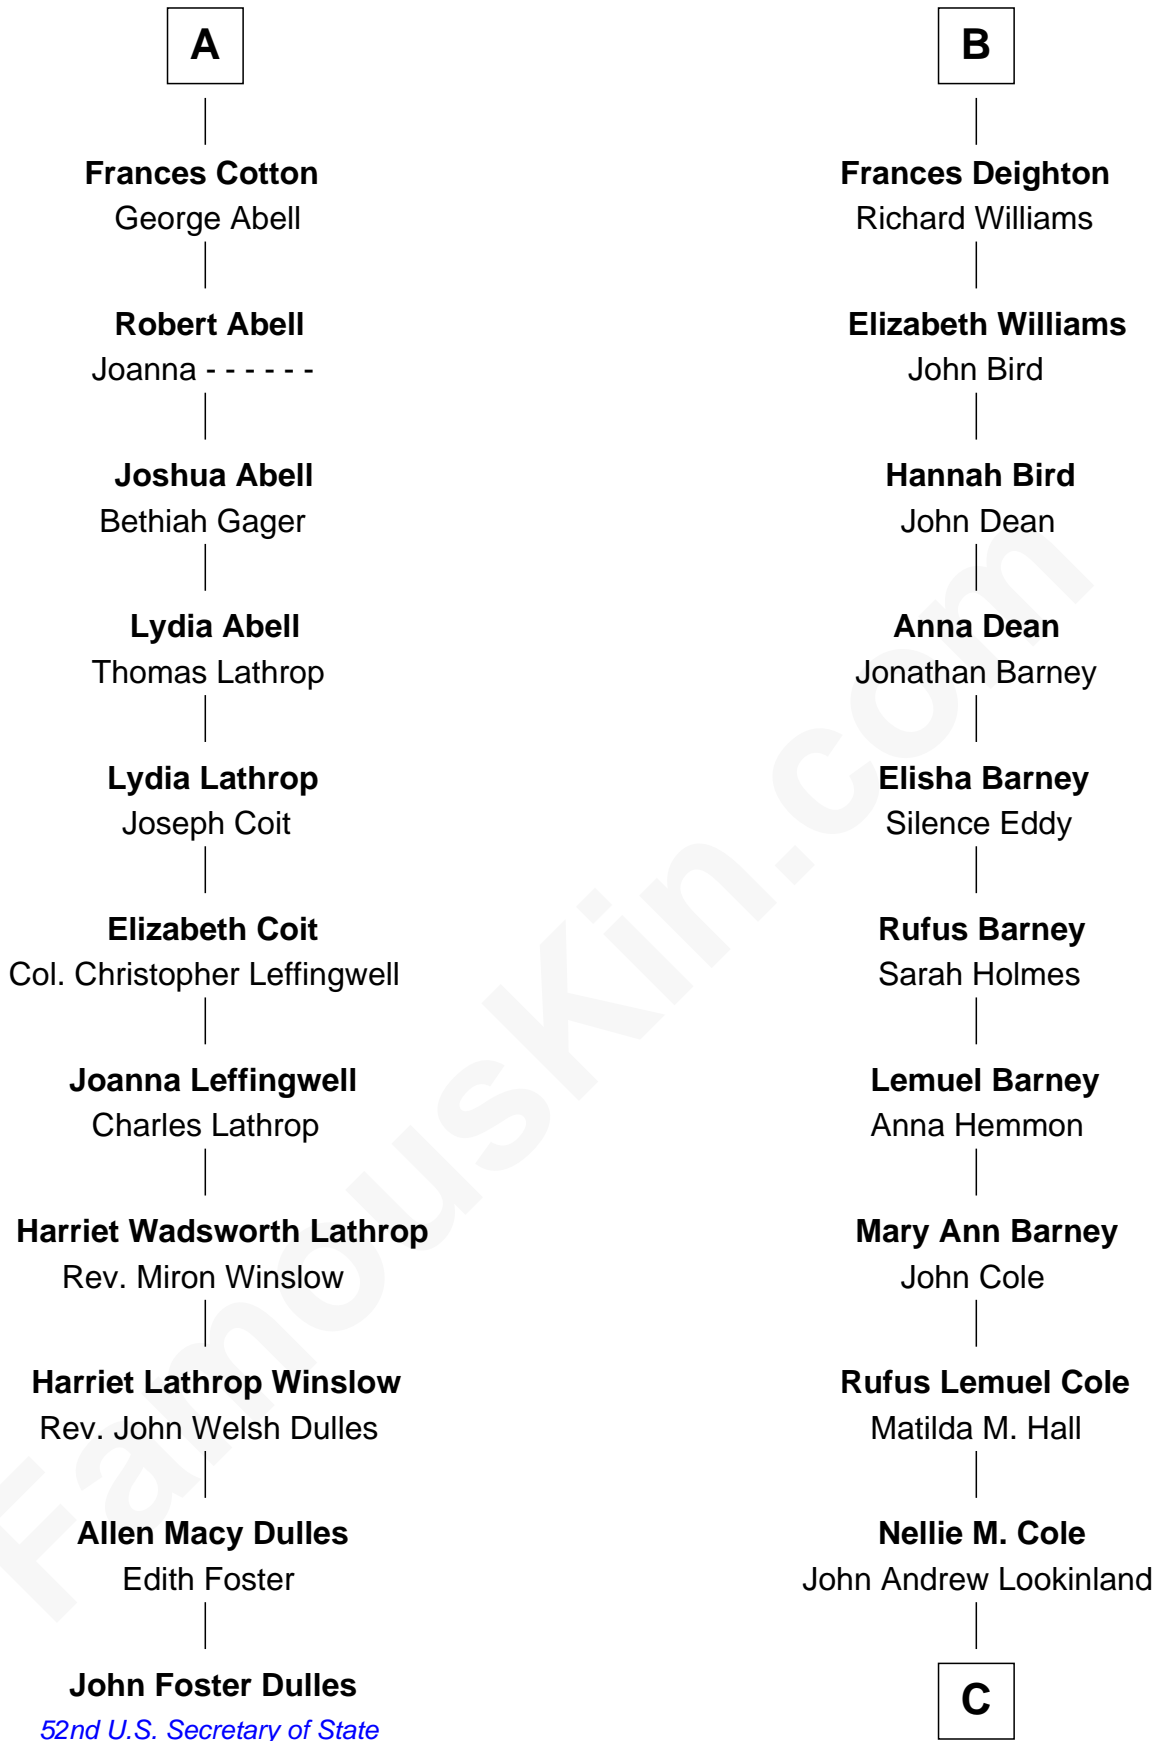 A
Frances Cotton
George Abell
Robert Abell
Joanna - - - - - -
Joshua Abell
Bethiah Gager
Lydia Abell
Thomas Lathrop
Lydia Lathrop
Joseph Coit
Elizabeth Coit
Col. Christopher Leffingwell
Joanna Leffingwell
Charles Lathrop
Harriet Wadsworth Lathrop
Rev. Miron Winslow
Harriet Lathrop Winslow
Rev. John Welsh Dulles
Allen Macy Dulles
Edith Foster
John Foster Dulles
52nd U.S. Secretary of State
B
Frances Deighton
Richard Williams
Elizabeth Williams
John Bird
Hannah Bird
John Dean
Anna Dean
Jonathan Barney
Elisha Barney
Silence Eddy
Rufus Barney
Sarah Holmes
Lemuel Barney
Anna Hemmon
Mary Ann Barney
John Cole
Rufus Lemuel Cole
Matilda M. Hall
Nellie M. Cole
John Andrew Lookinland
C
FamousKin.com